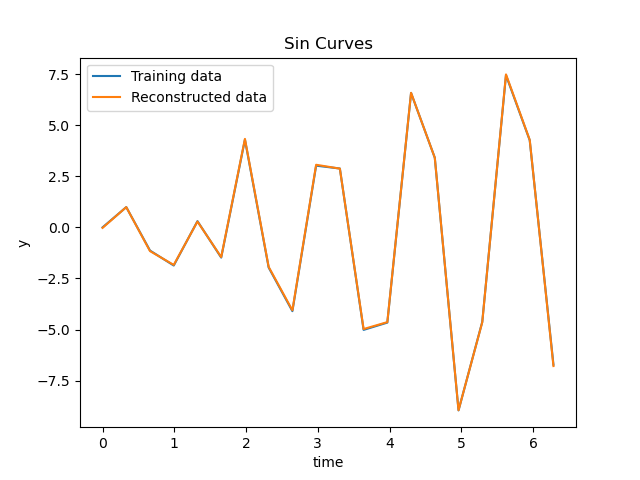 Sin Curves
Training data
Reconstructed data
7.5
5.0
2.5
0.0
−2.5
−5.0
−7.5
y
0 1 2 3 4 5 6
time